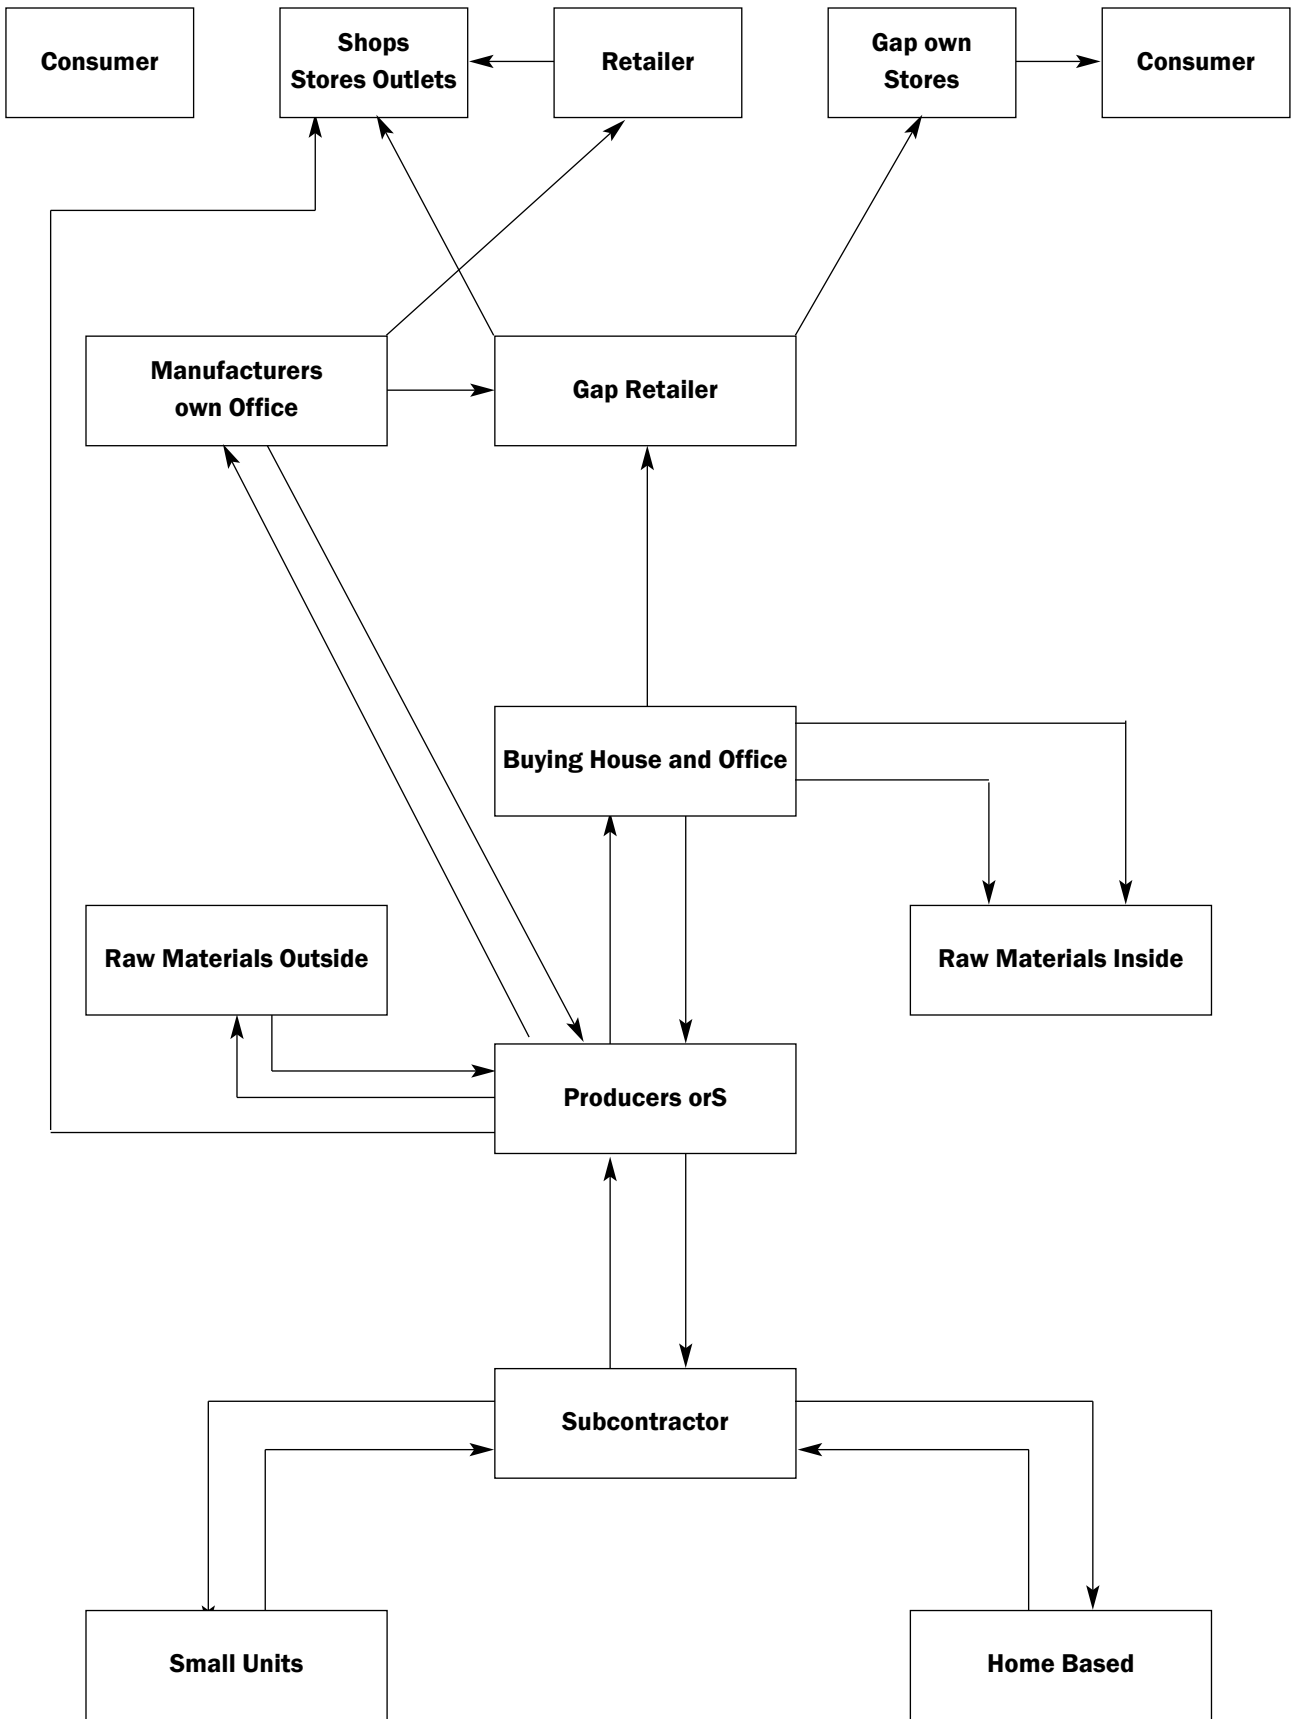 Consumer
Shops
Stores Outlets
Retailer
Gap own
Stores
Consumer
Manufacturers
own Office
Gap Retailer
Buying House and Office
Raw Materials Outside
Raw Materials Inside
Producers orS
Subcontractor
Small Units
Home Based